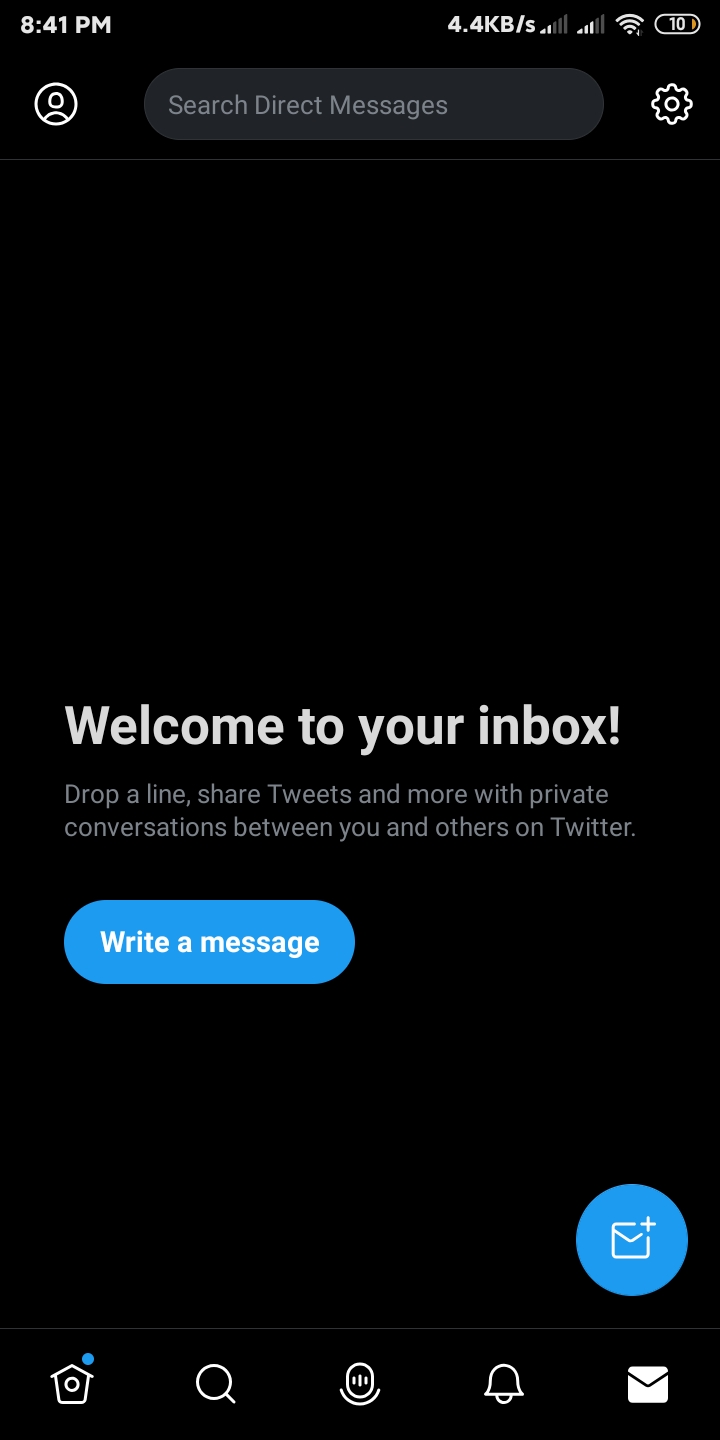 8:41 PM 4.4KB/s 10
Search Direct Messages
Welcome to your inbox!
Drop a line, share Tweets and more with private
conversations between you and others on Twitter.
Write a message